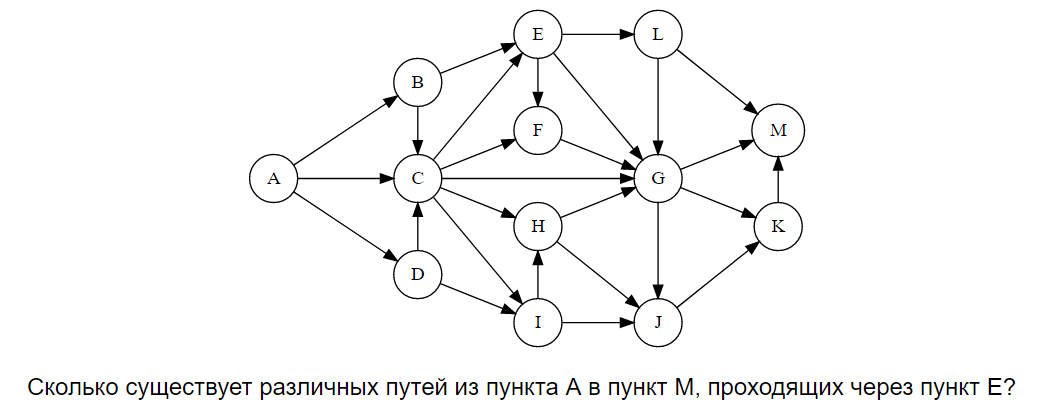 E L
B
F M
A C G
H K
D
I J
Сколько существует различных путей из пункта А в пункт М, проходящих через пункт Е?